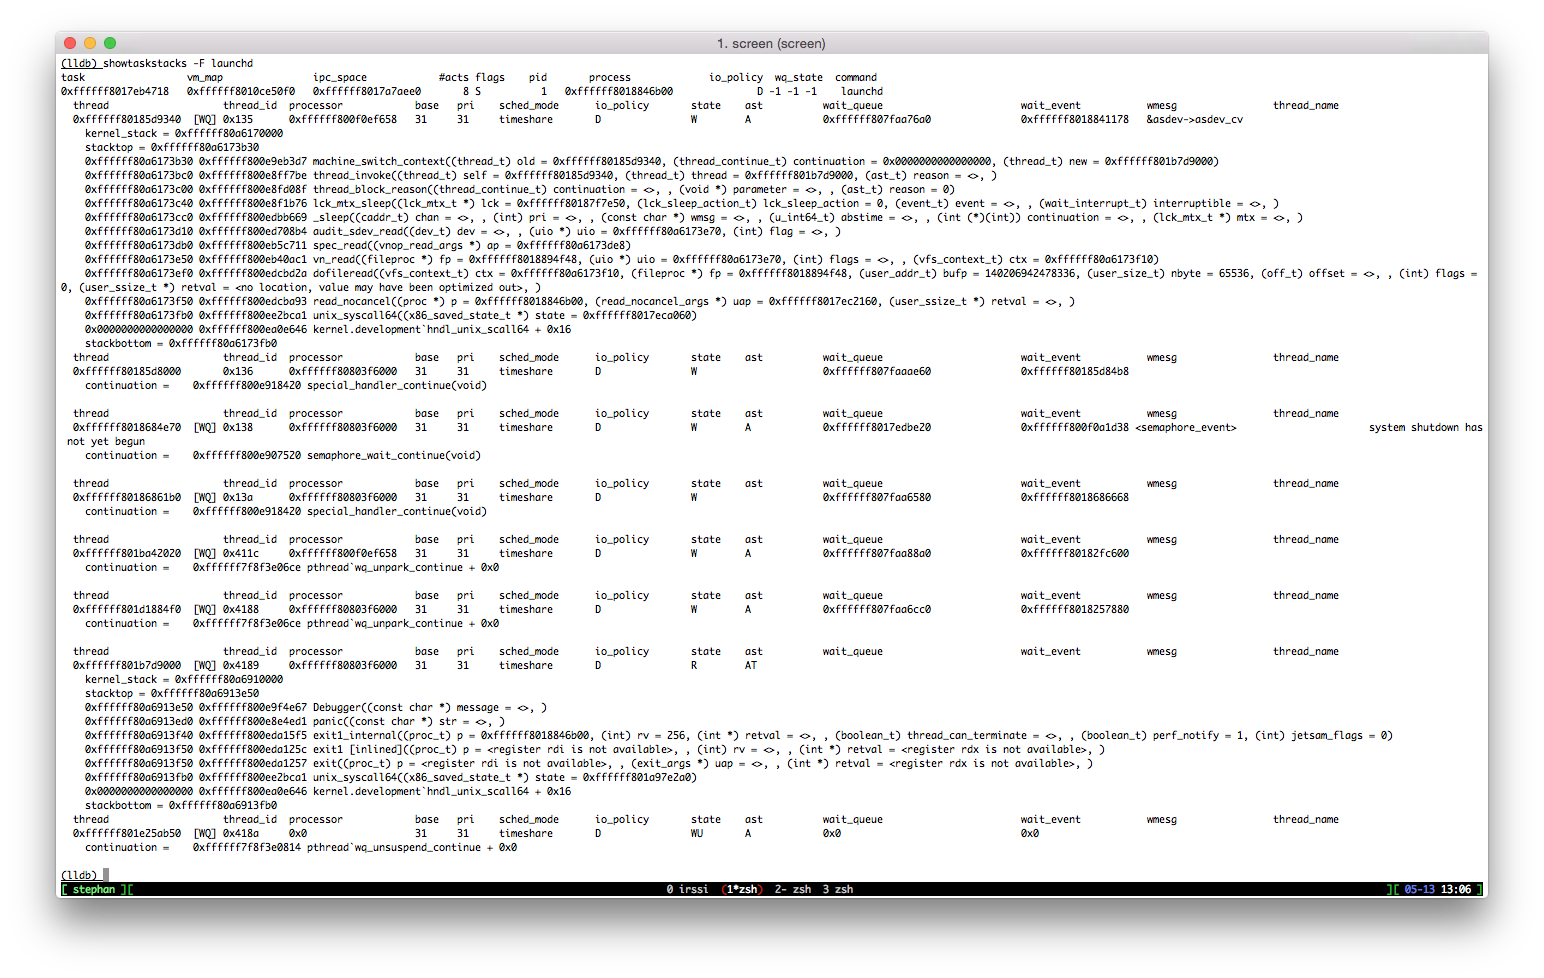 1. screen (screen)
(lldb) showtaskstacks -F launchd
task vm_map ipc_space #acts flags pid process io_policy wq_state command
0xffffff8017eb4718 0xffffff8010ce50f0 0xffffff8017a7aee0 8 S 1 0xffffff8018846b00 D -1 -1 -1 launchd
thread thread_id processor base pri sched_mode io_policy state ast wait_queue wait_event wmesg thread_name
0xffffff80185d9340 [WQ] 0x135 0xffffff800f0ef658 31 31 timeshare D W A 0xffffff807faa76a0 0xffffff8018841178 &asdev->asdev_cv
kernel_stack = 0xffffff80a6170000
stacktop = 0xffffff80a6173b30
0xffffff80a6173b30 0xffffff800e9eb3d7 machine_switch_context((thread_t) old = 0xffffff80185d9340, (thread_continue_t) continuation = 0x0000000000000000, (thread_t) new = 0xffffff801b7d9000)
0xffffff80a6173bc0 0xffffff800e8ff7be thread_invoke((thread_t) self = 0xffffff80185d9340, (thread_t) thread = 0xffffff801b7d9000, (ast_t) reason = <>, )
0xffffff80a6173c00 0xffffff800e8fd08f thread_block_reason((thread_continue_t) continuation = <>, , (void *) parameter = <>, , (ast_t) reason = 0)
0xffffff80a6173c40 0xffffff800e8f1b76 lck_mtx_sleep((lck_mtx_t *) lck = 0xffffff80187f7e50, (lck_sleep_action_t) lck_sleep_action = 0, (event_t) event = <>, , (wait_interrupt_t) interruptible = <>, )
0xffffff80a6173cc0 0xffffff800edbb669 _sleep((caddr_t) chan = <>, , (int) pri = <>, , (const char *) wmsg = <>, , (u_int64_t) abstime = <>, , (int (*)(int)) continuation = <>, , (lck_mtx_t *) mtx = <>, )
0xffffff80a6173d10 0xffffff800ed708b4 audit_sdev_read((dev_t) dev = <>, , (uio *) uio = 0xffffff80a6173e70, (int) flag = <>, )
0xffffff80a6173db0 0xffffff800eb5c711 spec_read((vnop_read_args *) ap = 0xffffff80a6173de8)
0xffffff80a6173e50 0xffffff800eb40ac1 vn_read((fileproc *) fp = 0xffffff8018894f48, (uio *) uio = 0xffffff80a6173e70, (int) flags = <>, , (vfs_context_t) ctx = 0xffffff80a6173f10)
0xffffff80a6173ef0 0xffffff800edcbd2a dofileread((vfs_context_t) ctx = 0xffffff80a6173f10, (fileproc *) fp = 0xffffff8018894f48, (user_addr_t) bufp = 140206942478336, (user_size_t) nbyte = 65536, (off_t) offset = <>, , (int) flags =
0, (user_ssize_t *) retval = <no location, value may have been optimized out>, )
0xffffff80a6173f50 0xffffff800edcba93 read_nocancel((proc *) p = 0xffffff8018846b00, (read_nocancel_args *) uap = 0xffffff8017ec2160, (user_ssize_t *) retval = <>, )
0xffffff80a6173fb0 0xffffff800ee2bca1 unix_syscall64((x86_saved_state_t *) state = 0xffffff8017eca060)
0x0000000000000000 0xffffff800ea0e646 kernel.development`hndl_unix_scall64 + 0x16
stackbottom = 0xffffff80a6173fb0
thread thread_id processor base pri sched_mode io_policy state ast wait_queue wait_event wmesg thread_name
0xffffff80185d8000 0x136 0xffffff80803f6000 31 31 timeshare D W 0xffffff807faaae60 0xffffff80185d84b8
continuation = 0xffffff800e918420 special_handler_continue(void)
thread thread_id processor base pri sched_mode io_policy state ast wait_queue wait_event wmesg thread_name
0xffffff8018684e70 [WQ] 0x138 0xffffff80803f6000 31 31 timeshare D W A 0xffffff8017edbe20 0xffffff800f0a1d38 <semaphore_event> system shutdown has
not yet begun
continuation = 0xffffff800e907520 semaphore_wait_continue(void)
thread thread_id processor base pri sched_mode io_policy state ast wait_queue wait_event wmesg thread_name
0xffffff80186861b0 [WQ] 0x13a 0xffffff80803f6000 31 31 timeshare D W 0xffffff807faa6580 0xffffff8018686668
continuation = 0xffffff800e918420 special_handler_continue(void)
thread thread_id processor base pri sched_mode io_policy state ast wait_queue wait_event wmesg thread_name
0xffffff801ba42020 [WQ] 0x411c 0xffffff800f0ef658 31 31 timeshare D W A 0xffffff807faa88a0 0xffffff80182fc600
continuation = 0xffffff7f8f3e06ce pthread`wq_unpark_continue + 0x0
thread thread_id processor base pri sched_mode io_policy state ast wait_queue wait_event wmesg thread_name
0xffffff801d1884f0 [WQ] 0x4188 0xffffff80803f6000 31 31 timeshare D W A 0xffffff807faa6cc0 0xffffff8018257880
continuation = 0xffffff7f8f3e06ce pthread`wq_unpark_continue + 0x0
thread thread_id processor base pri sched_mode io_policy state ast wait_queue wait_event wmesg thread_name
0xffffff801b7d9000 [WQ] 0x4189 0xffffff80803f6000 31 31 timeshare D R AT
kernel_stack = 0xffffff80a6910000
stacktop = 0xffffff80a6913e50
0xffffff80a6913e50 0xffffff800e9f4e67 Debugger((const char *) message = <>, )
0xffffff80a6913ed0 0xffffff800e8e4ed1 panic((const char *) str = <>, )
0xffffff80a6913f40 0xffffff800eda15f5 exit1_internal((proc_t) p = 0xffffff8018846b00, (int) rv = 256, (int *) retval = <>, , (boolean_t) thread_can_terminate = <>, , (boolean_t) perf_notify = 1, (int) jetsam_flags = 0)
0xffffff80a6913f50 0xffffff800eda125c exit1 [inlined]((proc_t) p = <register rdi is not available>, , (int) rv = <>, , (int *) retval = <register rdx is not available>, )
0xffffff80a6913f50 0xffffff800eda1257 exit((proc_t) p = <register rdi is not available>, , (exit_args *) uap = <>, , (int *) retval = <register rdx is not available>, )
0xffffff80a6913fb0 0xffffff800ee2bca1 unix_syscall64((x86_saved_state_t *) state = 0xffffff801a97e2a0)
0x0000000000000000 0xffffff800ea0e646 kernel.development`hndl_unix_scall64 + 0x16
stackbottom = 0xffffff80a6913fb0
thread thread_id processor base pri sched_mode io_policy state ast wait_queue wait_event wmesg thread_name
0xffffff801e25ab50 [WQ] 0x418a 0x0 31 31 timeshare D WU A 0x0 0x0
continuation = 0xffffff7f8f3e0814 pthread`wq_unsuspend_continue + 0x0
(lldb)
[ stephan ][ 0 irssi (1*zsh) 2- zsh 3 zsh ][ 05-13 13:06 ]